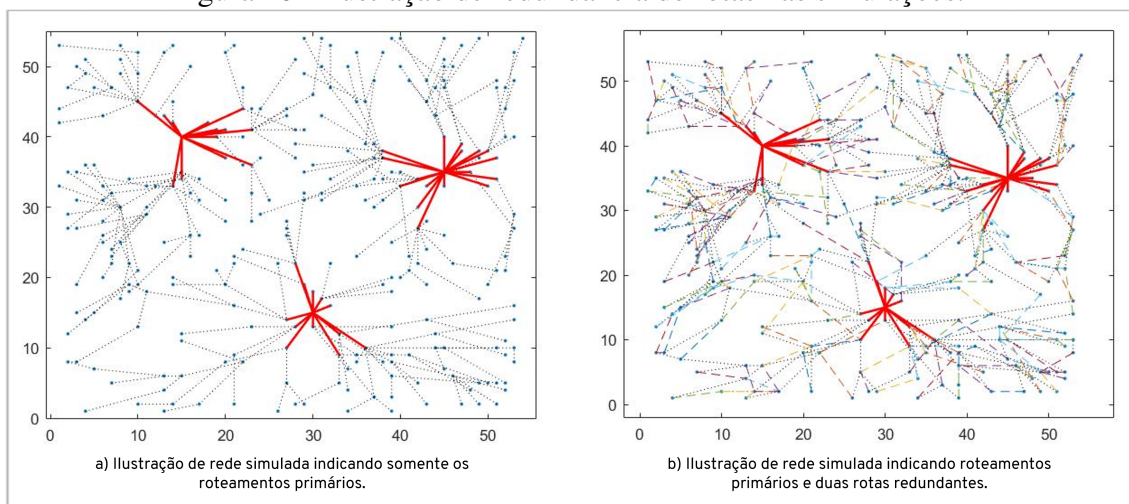 50
40
30
20
10
0
0 10 20 30 40 50
a) Ilustração de rede simulada indicando somente os
roteamentos primários.
50
40
30
20
10
0
0 10 20 30 40 50
b) Ilustração de rede simulada indicando roteamentos
primários e duas rotas redundantes.